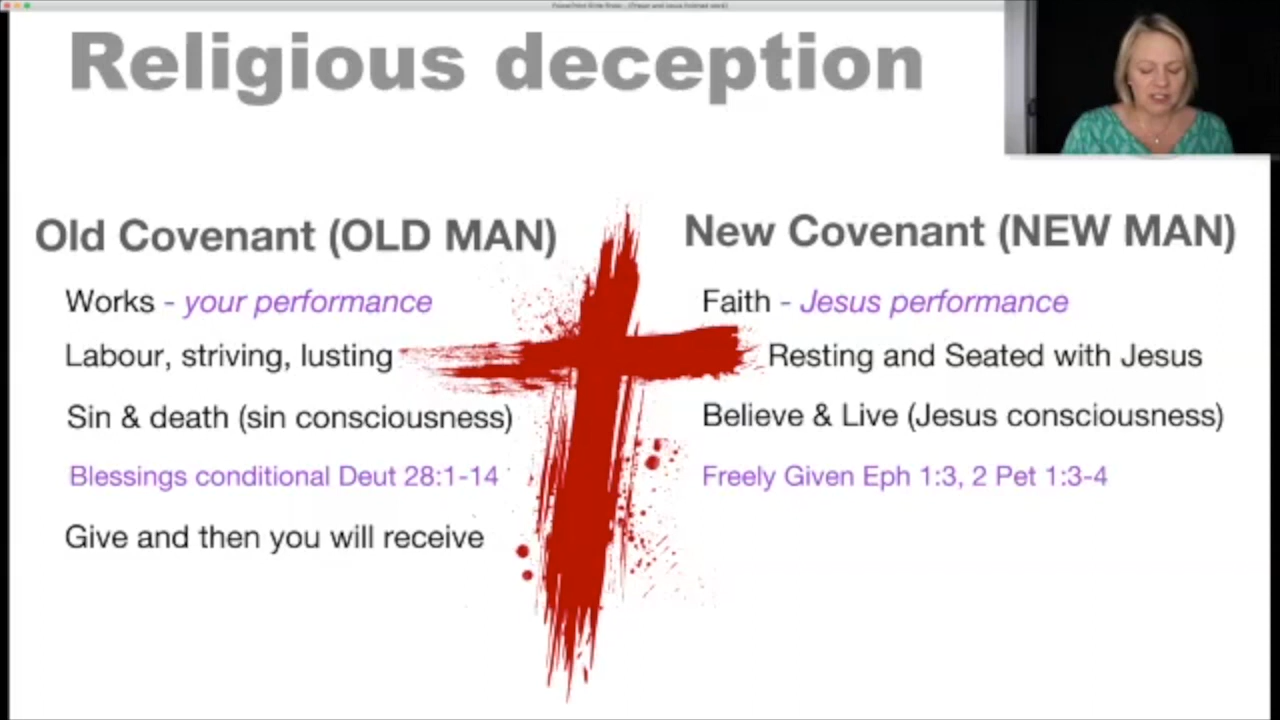 Religious deception
Old Covenant (OLD MAN)
Works - your performance
Labour, striving, lusting
Sin & death (sin consciousness)
Blessings conditional Deut 28:1-14
Give and then you will receive
New Covenant (NEW MAN)
Faith - Jesus performance
Resting and Seated with Jesus
Believe & Live (Jesus consciousness)
Freely Given Eph 1:3, 2 Pet 1:3-4